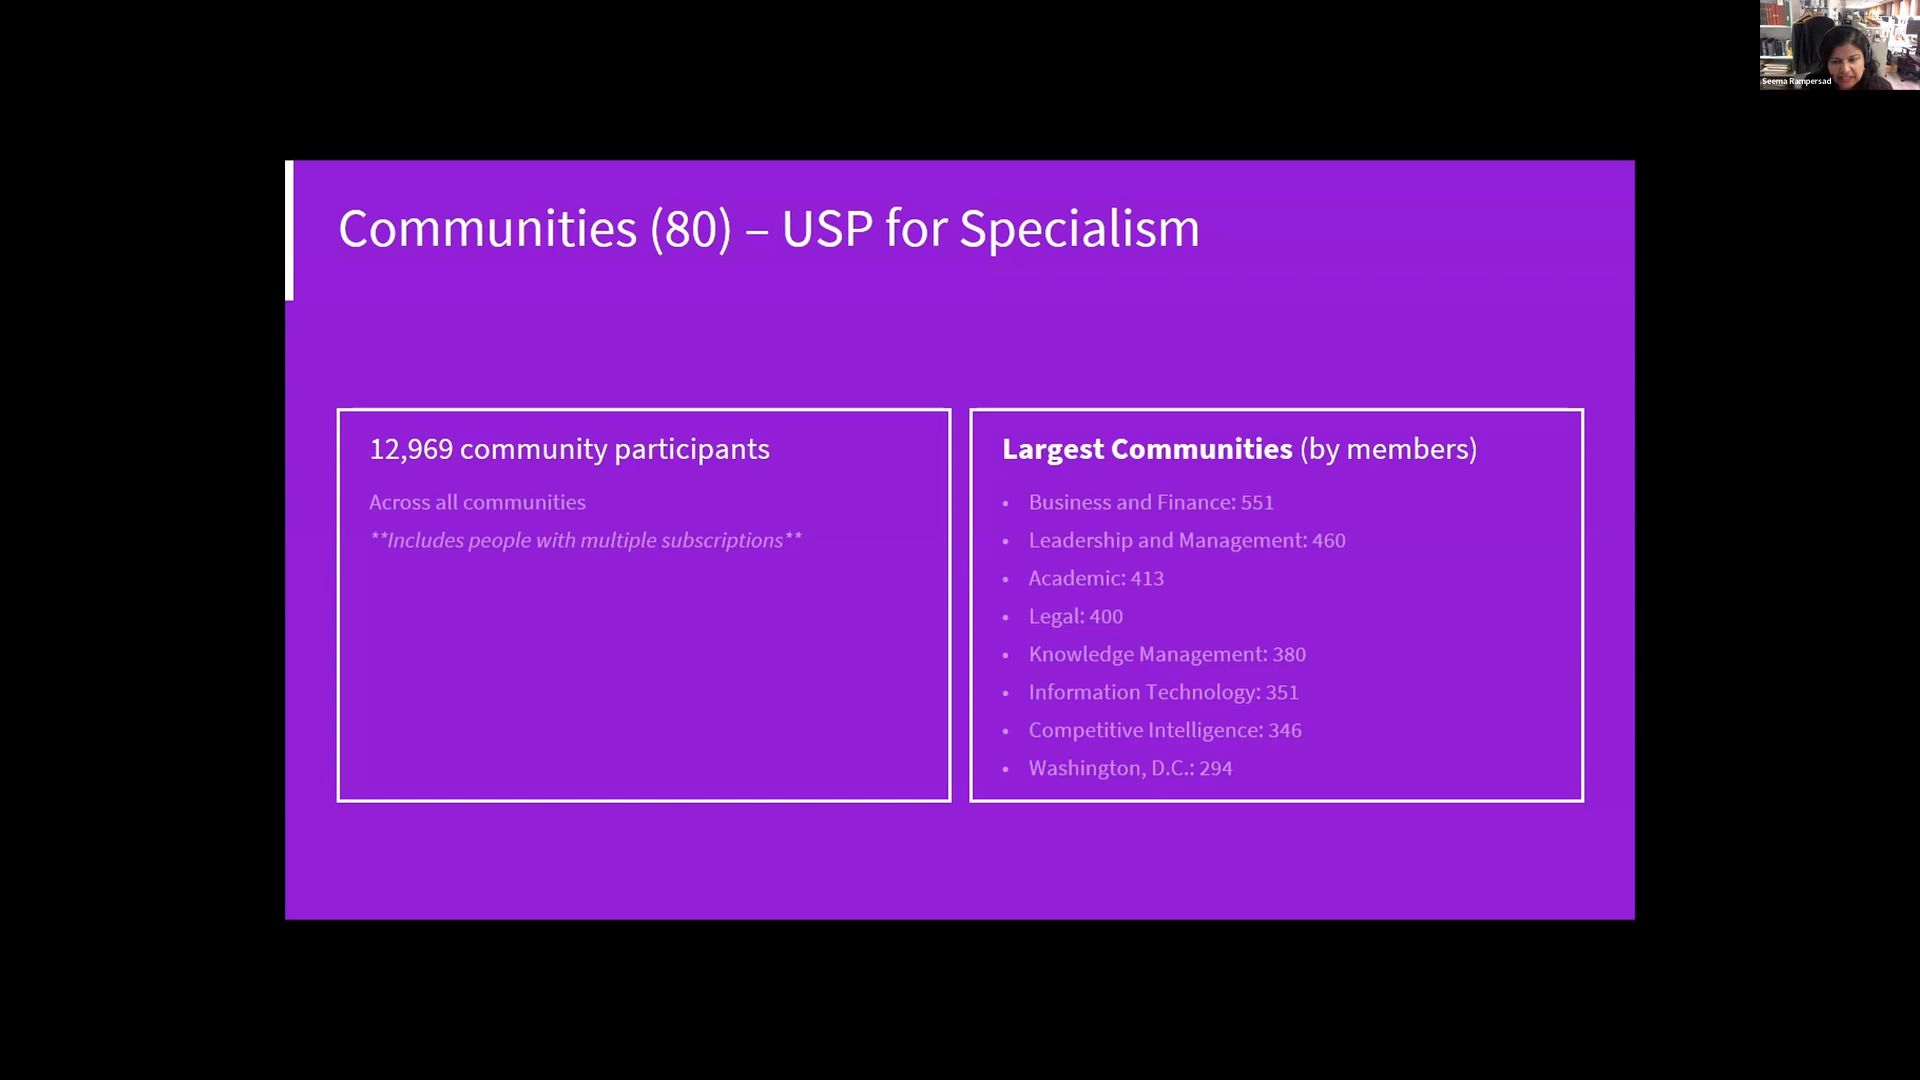 Seema Rampersad
Communities (80) – USP for Specialism
12,969 community participants
Across all communities
**Includes people with multiple subscriptions**
Largest Communities (by members)
• Business and Finance: 551
• Leadership and Management: 460
• Academic: 413
• Legal: 400
• Knowledge Management: 380
• Information Technology: 351
• Competitive Intelligence: 346
• Washington, D.C.: 294